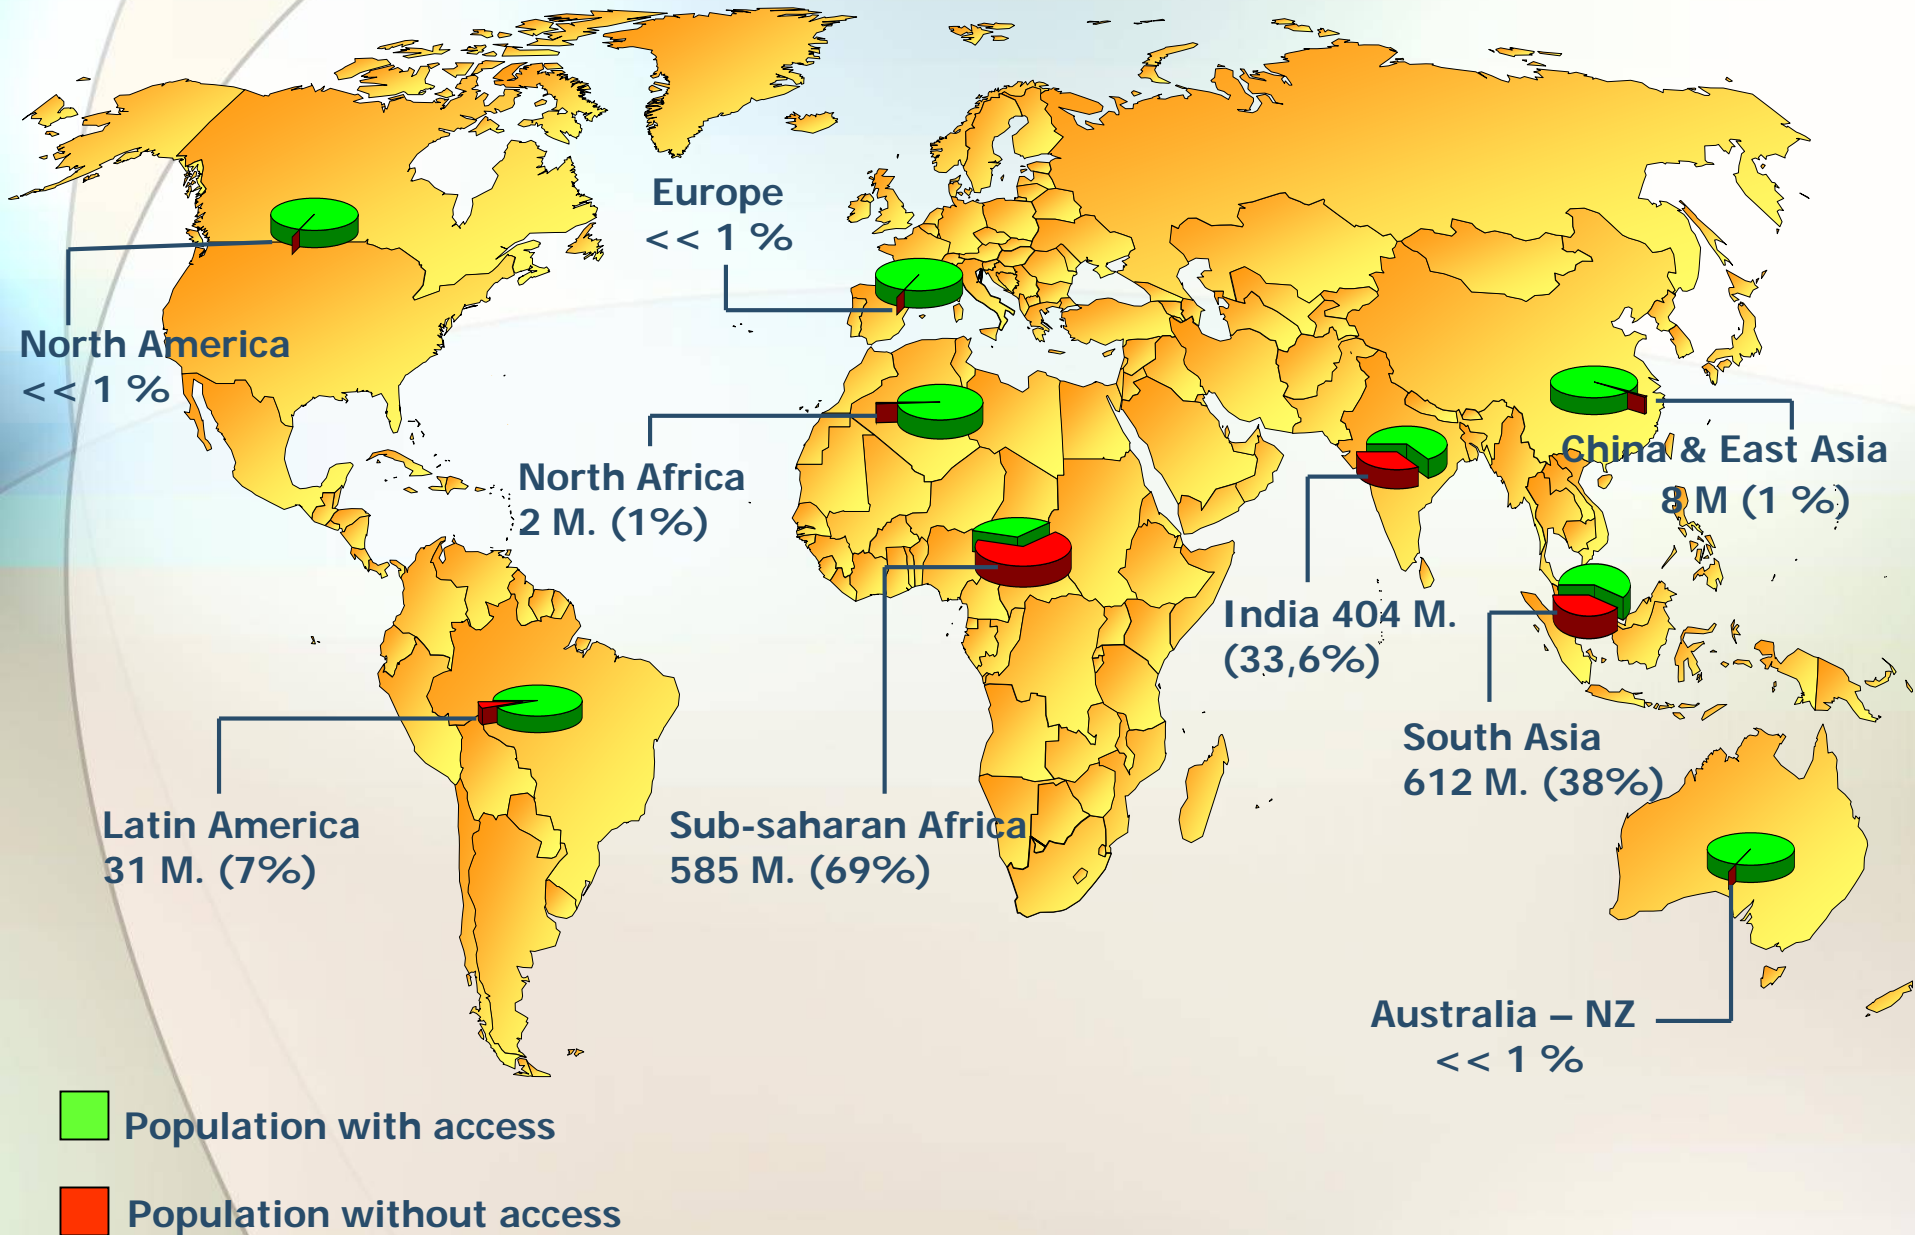 Europe
<< 1 %
North America
<< 1 %
North Africa
2 M. (1%)
China & East Asia
8 M (1 %)
India 404 M.
(33,6%)
South Asia
612 M. (38%)
Latin America
31 M. (7%)
Sub-saharan Africa
585 M. (69%)
Australia – NZ
<< 1 %
Population with access
Population without access